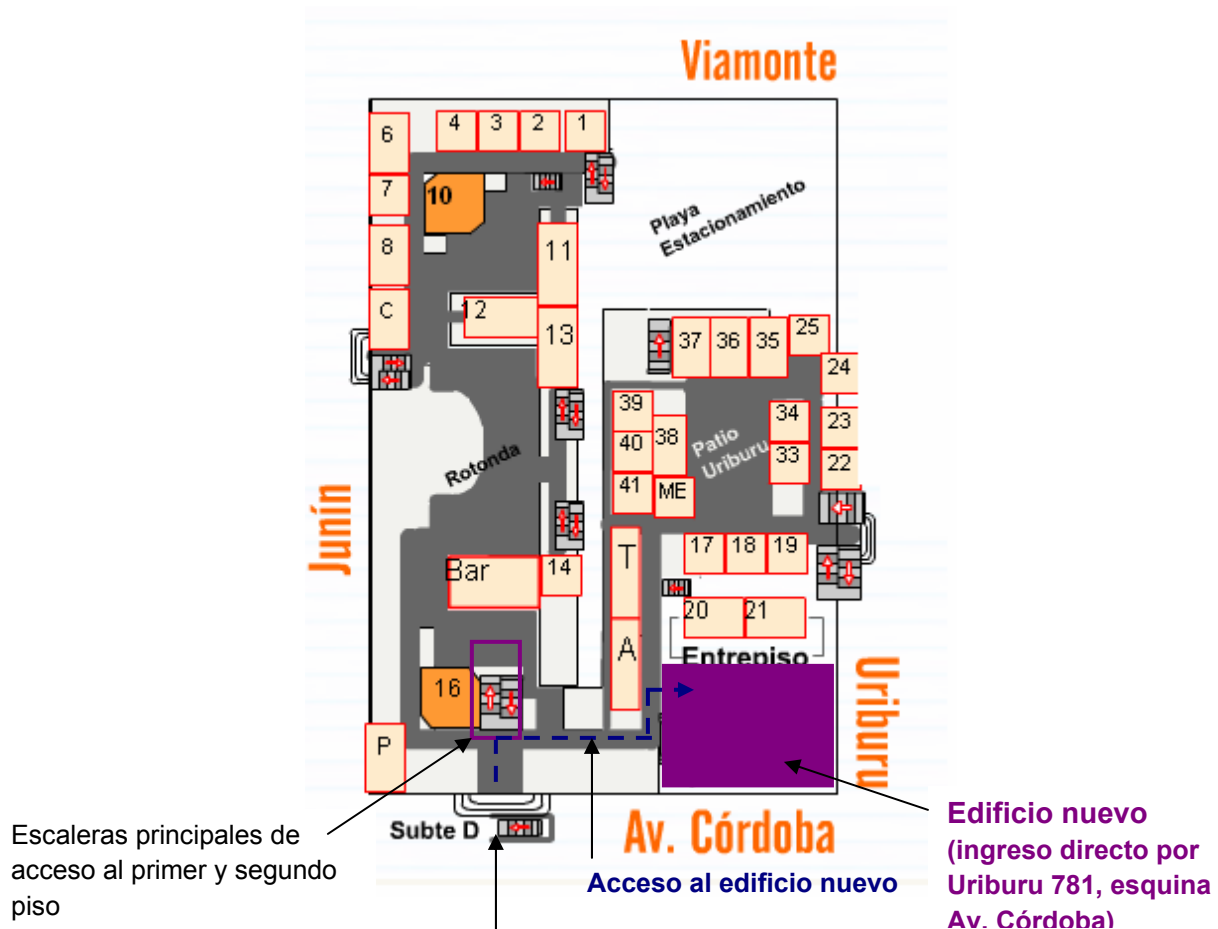 Viamonte
6
4
3
2
1
7
10
Playa
Estacionamiento
8
11
C
12
13
37
36
35
25
24
39
34
23
40
38
Patio
Uriburu
33
22
Rotonda
41
ME
Junín
17
18
19
Bar
14
T
20
21
A
Entrepiso
16
Uriburu
P
Subte D
Av. Córdoba
Escaleras principales de
acceso al primer y segundo
piso
Acceso al edificio nuevo
Edificio nuevo
(ingreso directo por
Uriburu 781, esquina
Av. Córdoba)